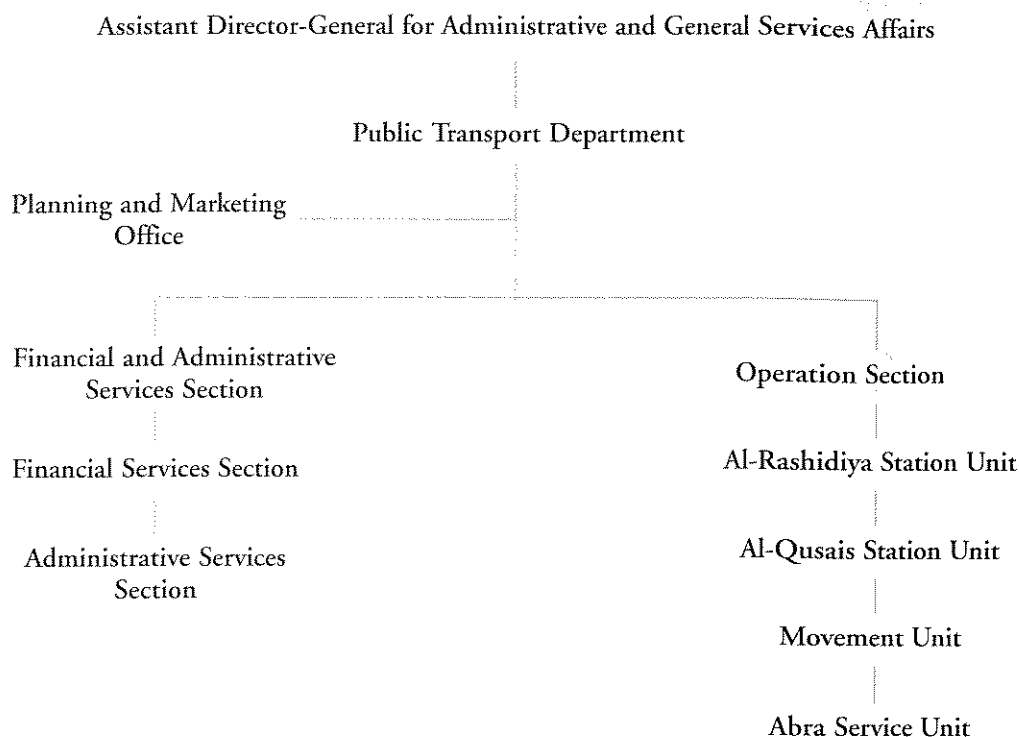 Assistant Director-General for Administrative and General Services Affairs
Public Transport Department
Planning and Marketing
Office
Financial and Administrative
Services Section
Financial Services Section
Administrative Services
Section
Operation Section
Al-Rashidiya Station Unit
Al-Qusais Station Unit
Movement Unit
Abra Service Unit